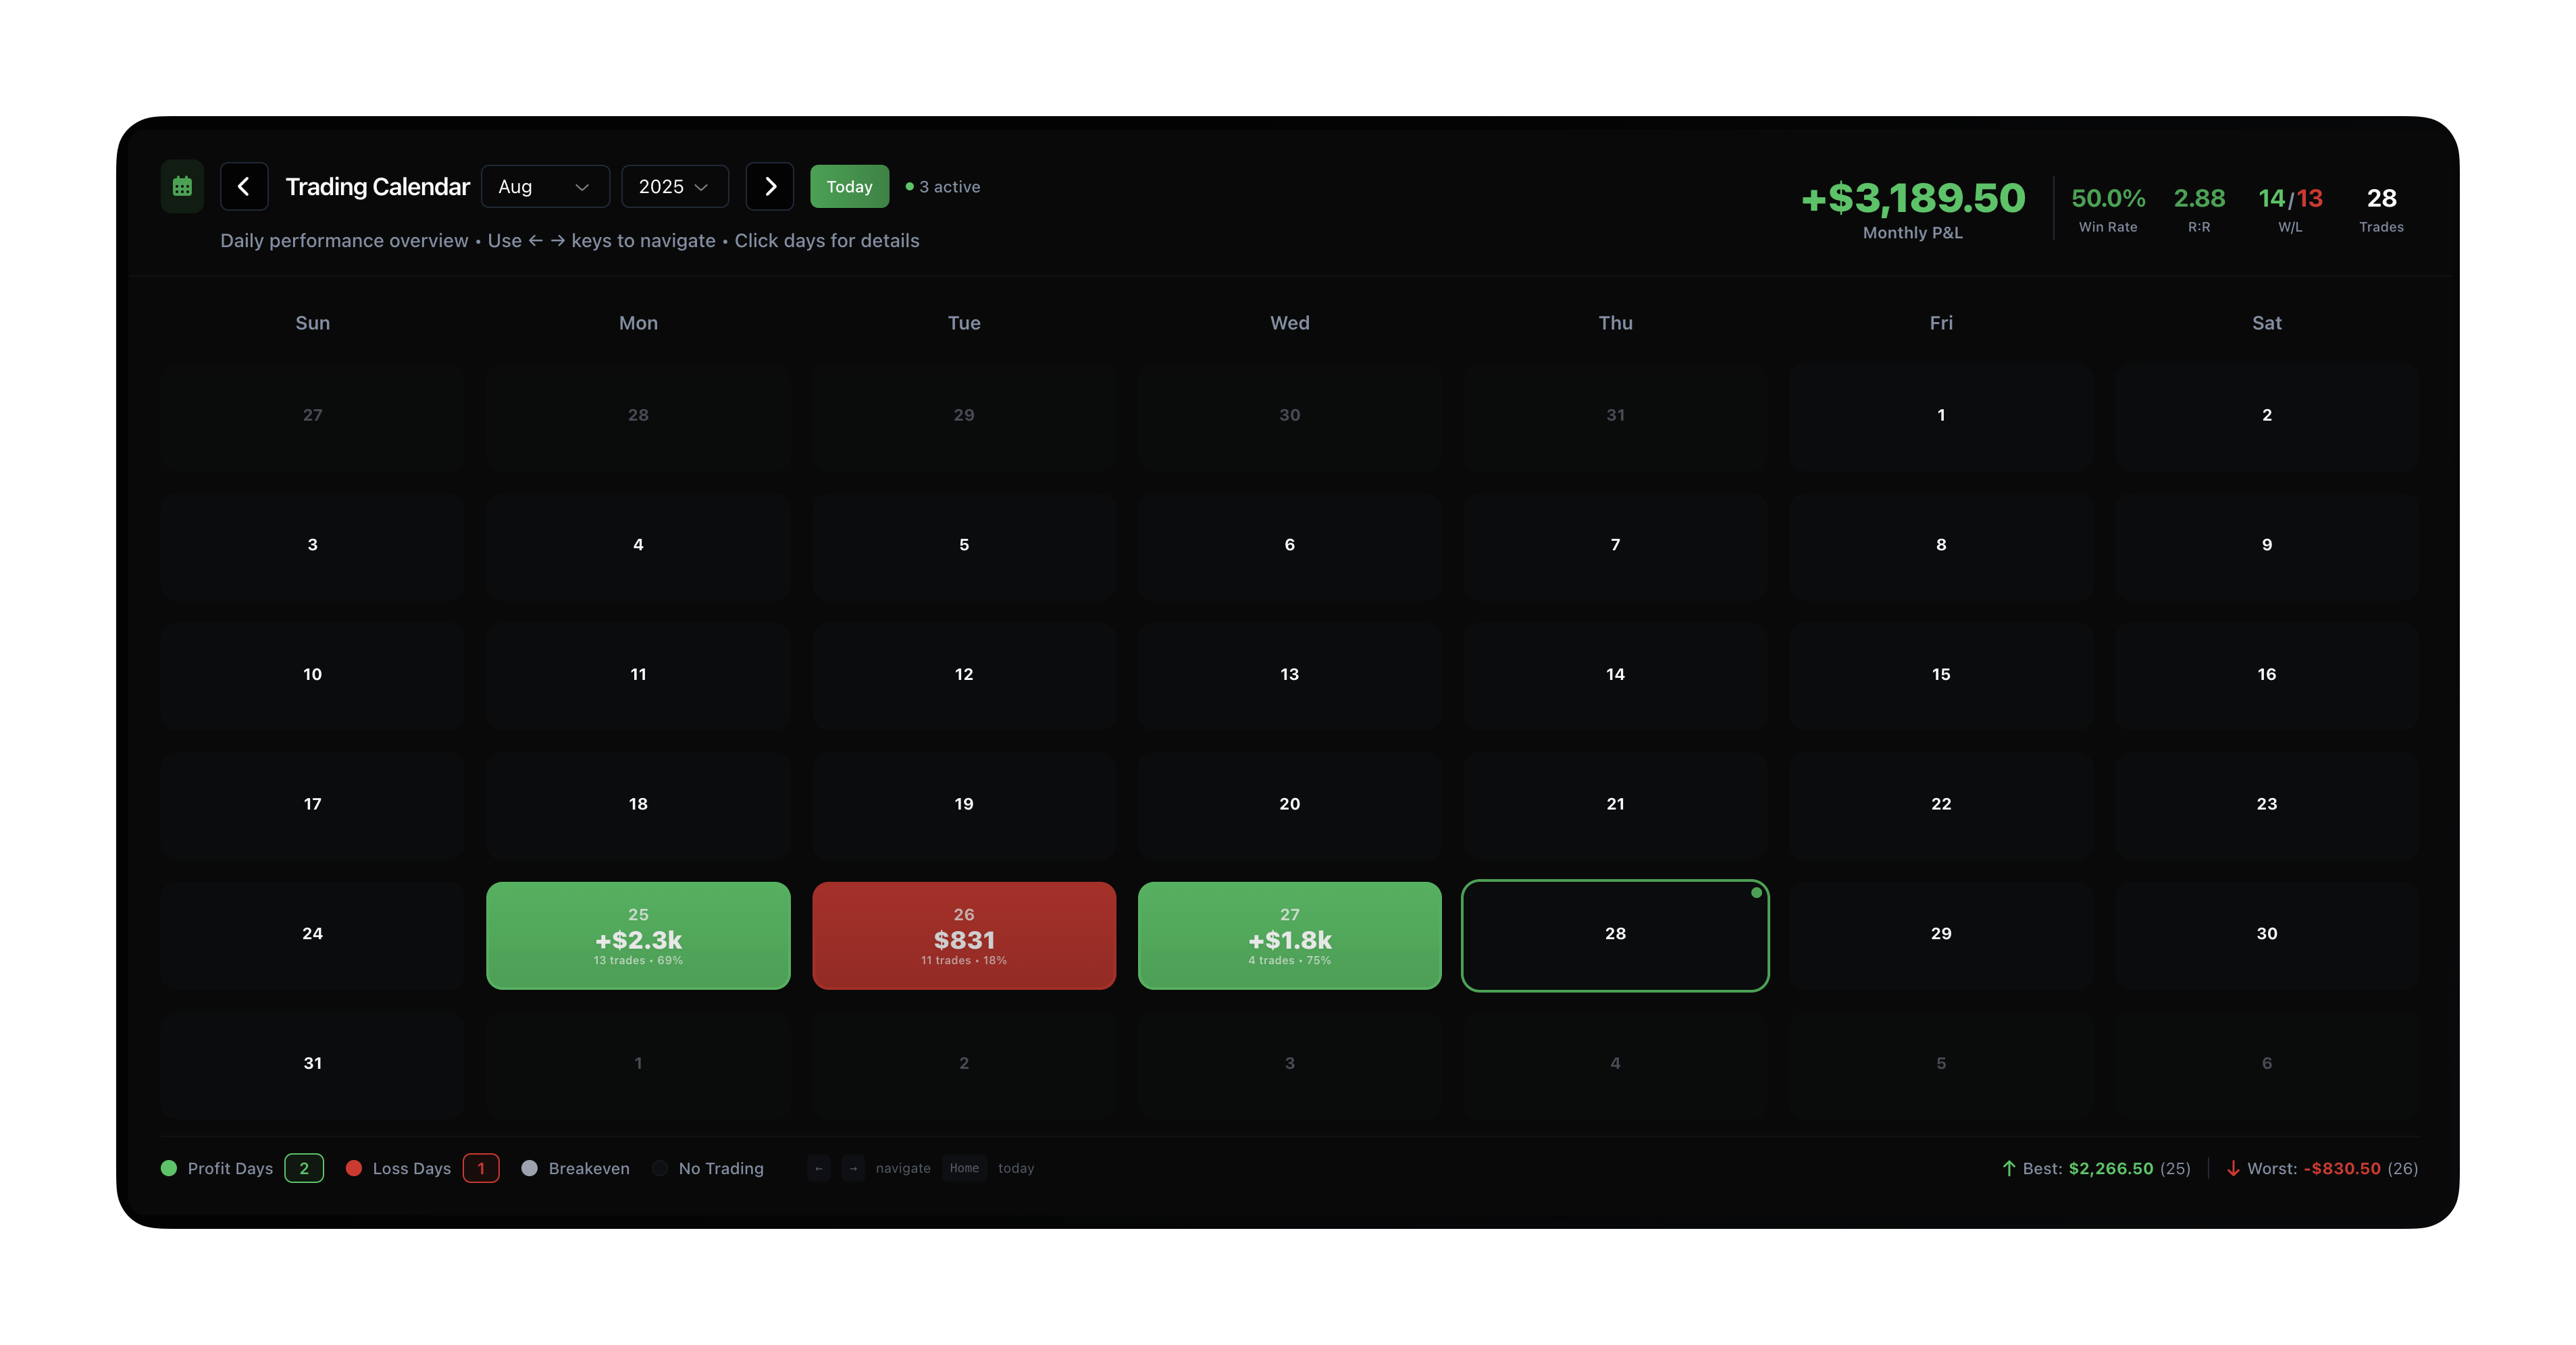 Trading Calendar Aug 2025 Today 3 active
Daily performance overview • Use ← → keys to navigate • Click days for details
+$3,189.50
Monthly P&L
50.0% 2.88 14/13 28
Win Rate R:R W/L Trades
Sun Mon Tue Wed Thu Fri Sat
27 28 29 30 31 1 2
3 4 5 6 7 8 9
10 11 12 13 14 15 16
17 18 19 20 21 22 23
24
25
+$2.3k
13 trades • 69%
26
$831
11 trades • 18%
27
+$1.8k
4 trades • 75%
28 29 30
31 1 2 3 4 5 6
Profit Days 2 Loss Days 1 Breakeven No Trading ← → navigate Home today
↑ Best: $2,266.50 (25) ↓ Worst: -$830.50 (26)